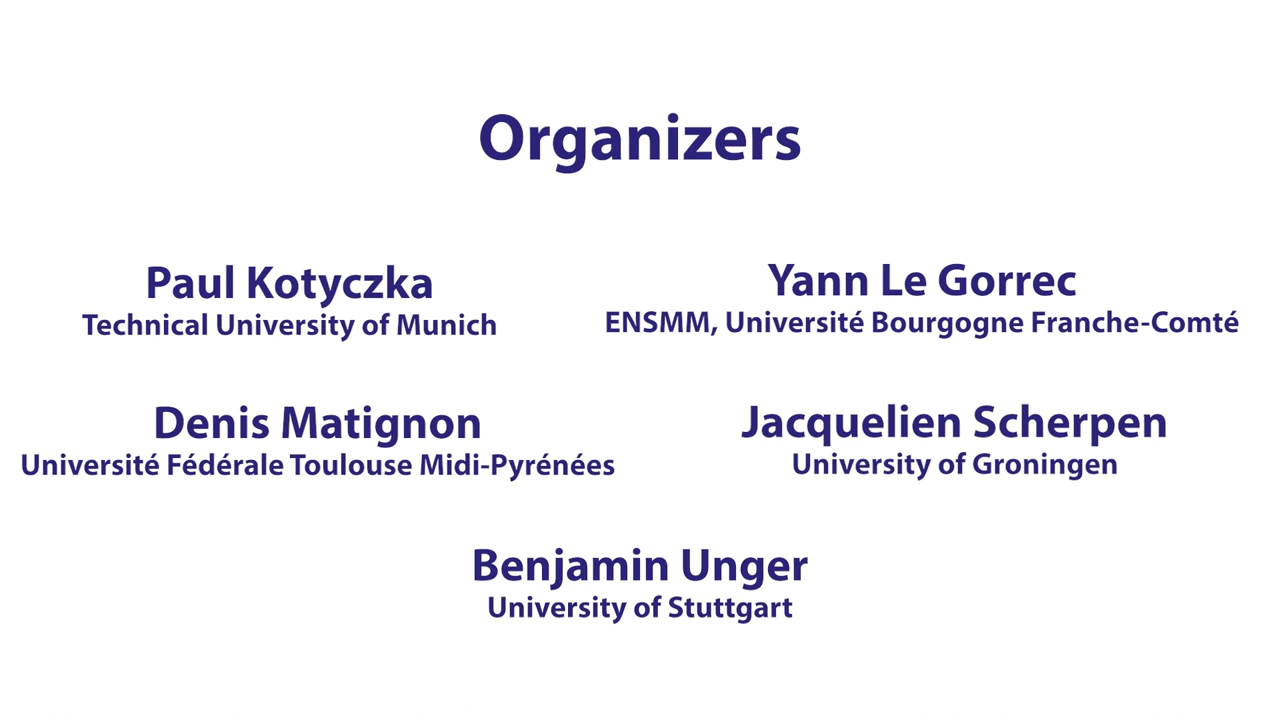 Organizers
Paul Kotyczka
Technical University of Munich
Yann Le Gorrec
ENSMM, Université Bourgogne Franche-Comté
Denis Matignon
Université Fédérale Toulouse Midi-Pyrénées
Jacquelien Scherpen
University of Groningen
Benjamin Unger
University of Stuttgart